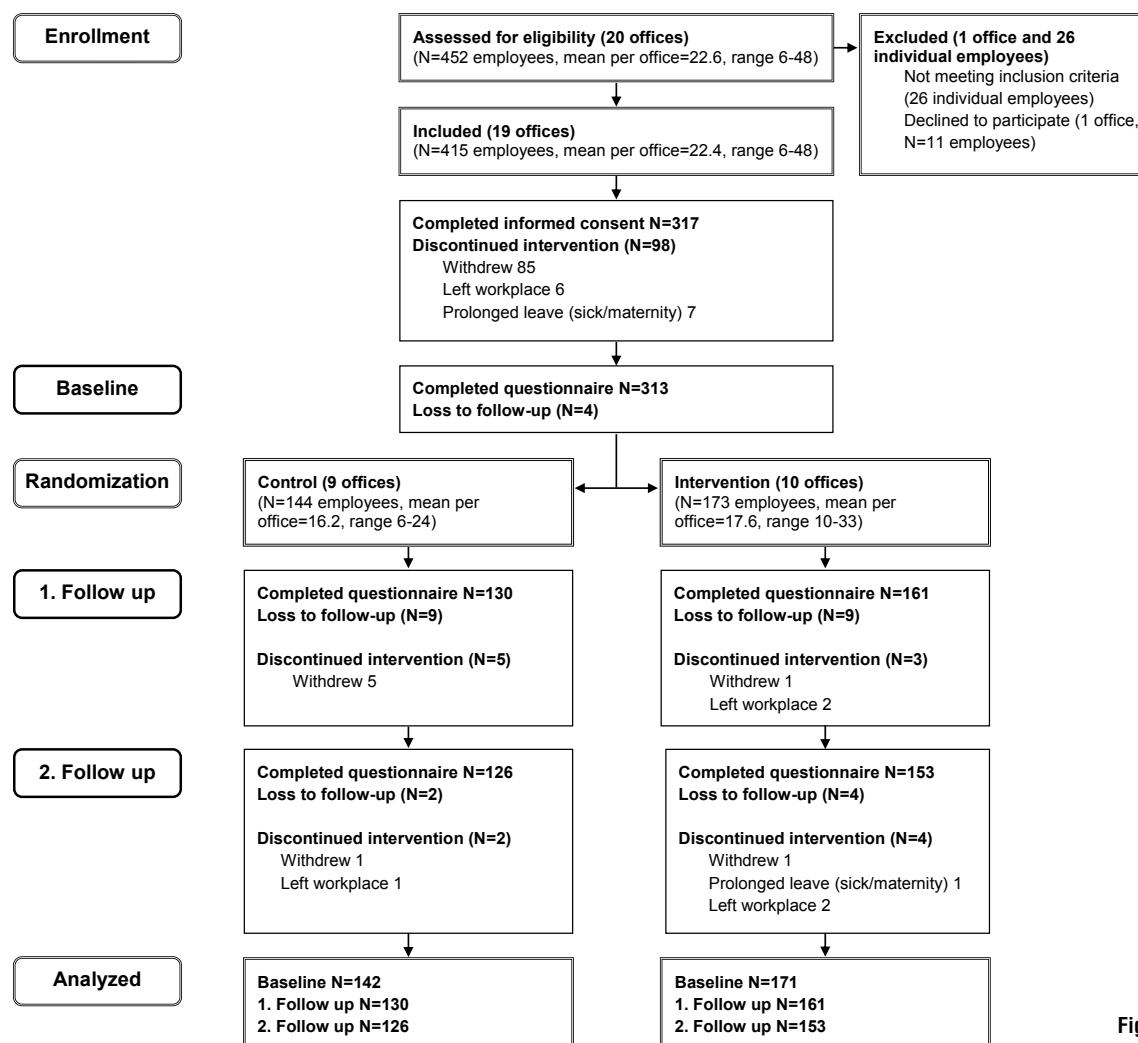 Enrollment
Assessed for eligibility (20 offices)
(N=452 employees, mean per office=22.6, range 6-48)
Excluded (1 office and 26
individual employees)
Not meeting inclusion criteria
(26 individual employees)
Declined to participate (1 office,
N=11 employees)
Included (19 offices)
(N=415 employees, mean per office=22.4, range 6-48)
Completed informed consent N=317
Discontinued intervention (N=98)
Withdrew 85
Left workplace 6
Prolonged leave (sick/maternity) 7
Baseline
Completed questionnaire N=313
Loss to follow-up (N=4)
Randomization
Control (9 offices)
(N=144 employees, mean per
office=16.2, range 6-24)
Intervention (10 offices)
(N=173 employees, mean per
office=17.6, range 10-33)
1. Follow up
Completed questionnaire N=130
Loss to follow-up (N=9)
Discontinued intervention (N=5)
Withdrew 5
Completed questionnaire N=161
Loss to follow-up (N=9)
Discontinued intervention (N=3)
Withdrew 1
Left workplace 2
2. Follow up
Completed questionnaire N=126
Loss to follow-up (N=2)
Discontinued intervention (N=2)
Withdrew 1
Left workplace 1
Completed questionnaire N=153
Loss to follow-up (N=4)
Discontinued intervention (N=4)
Withdrew 1
Prolonged leave (sick/maternity) 1
Left workplace 2
Analyzed
Baseline N=142
1. Follow up N=130
2. Follow up N=126
Baseline N=171
1. Follow up N=161
2. Follow up N=153